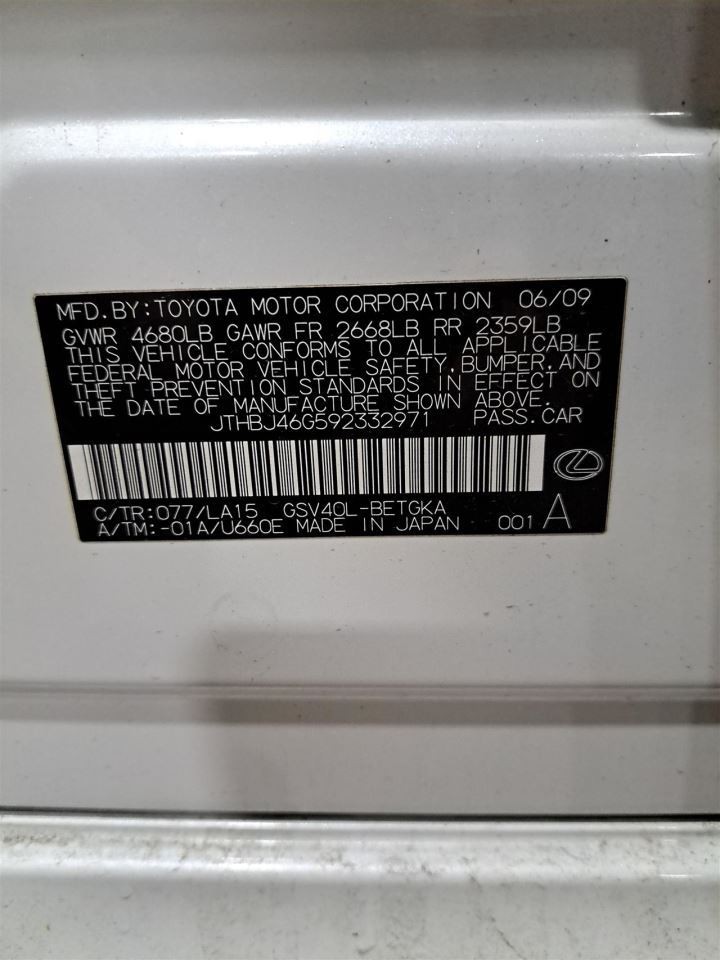 MFD.BY:TOYOTA MOTOR CORPORATION 06/09
GVWR 4680LB GAWR FR 2668LB RR 2359LB
THIS VEHICLE CONFORMS TO ALL APPLICABLE
FEDERAL MOTOR VEHICLE SAFETY,BUMPER,AND
THEFT PREVENTION STANDARDS IN EFFECT ON
THE DATE OF MANUFACTURE SHOWN ABOVE.
JTHBJ46G592332971 PASS.CAR
C/TR:077/LA15 GSV40L-BETGKA
A/TM:-01A/U660E MADE IN JAPAN 001 A